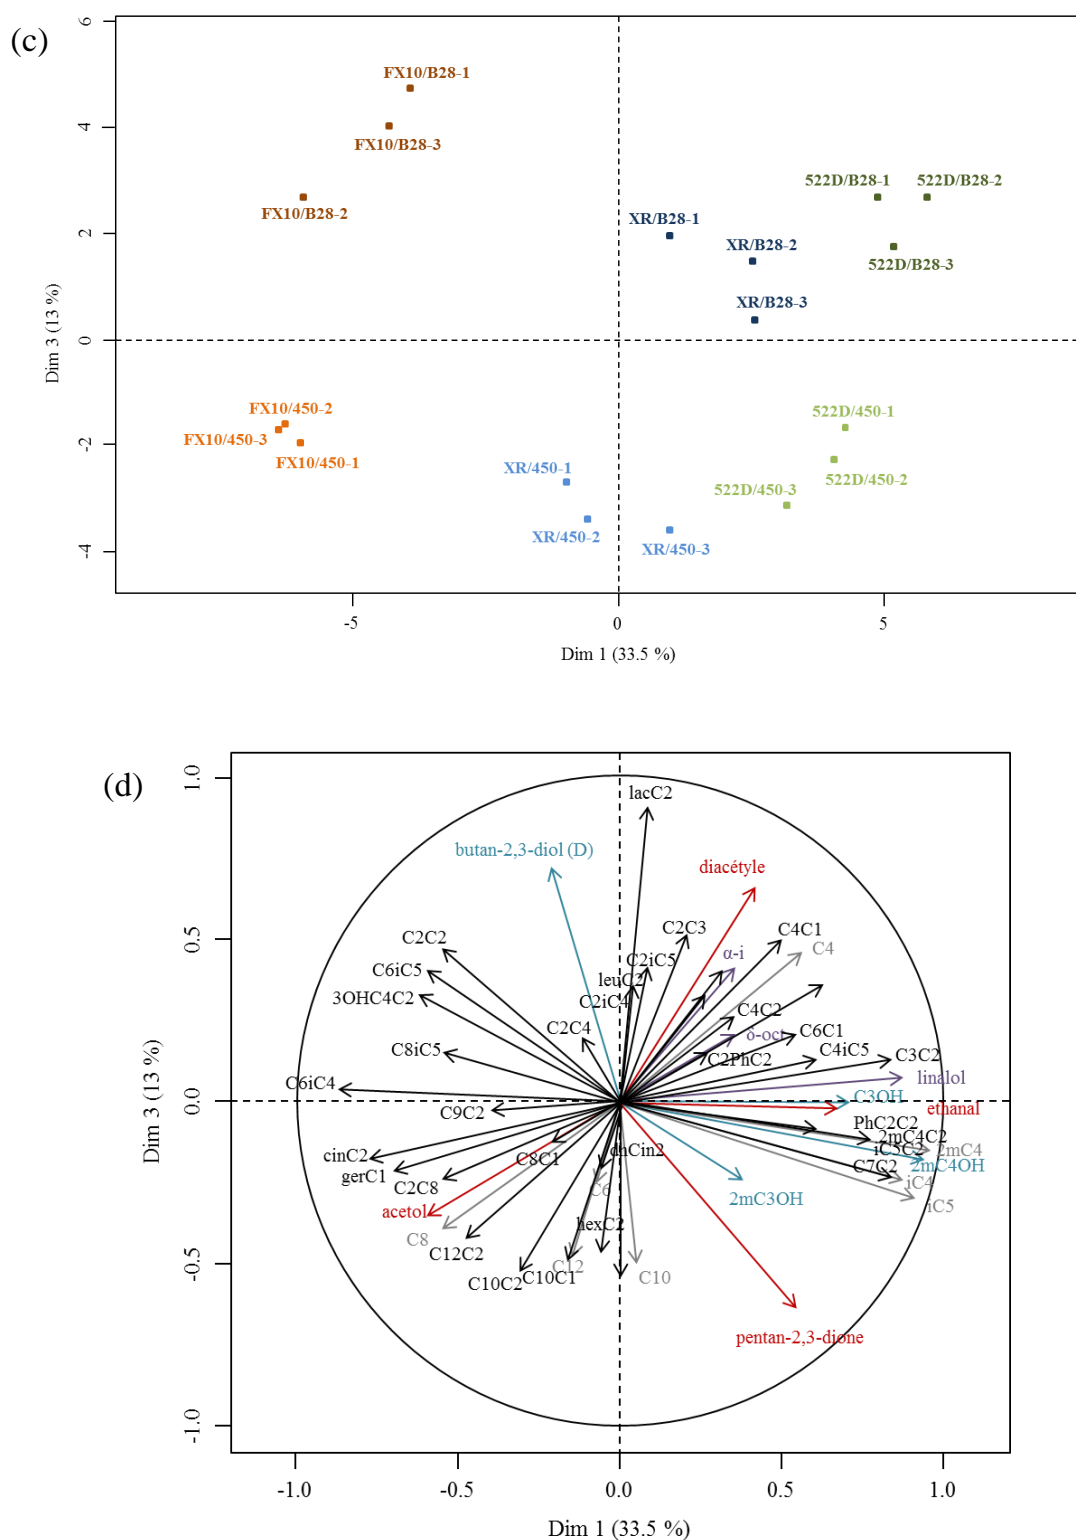 (c)
6
4
2
0
-2
-4
Dim 3 (13 %)
FX10/B28-1
FX10/B28-3
FX10/B28-2
522D/B28-1
522D/B28-2
XR/B28-1
XR/B28-2
522D/B28-3
XR/B28-3
FX10/450-2
FX10/450-3
FX10/450-1
522D/450-1
XR/450-1
522D/450-2
522D/450-3
XR/450-2
XR/450-3
-5
0
5
Dim 1 (33.5 %)
(d)
1.0
0.5
0.0
-0.5
-1.0
Dim 3 (13 %)
lacC2
butan-2,3-diol (D)
diacétyle
C2C2
C2C3
C4C1
C4
C6iC5
C2iC5
α-i
leuC2
3OHC4C2
C2iC4
C4C2
C2C4
δ-oct
C6C1
C8iC5
C2PhC2
C4iC5
C3C2
C6iC4
linalol
C9C2
C3OH
ethanal
PhC2C2
cinC2
C8C1
dnCin2
2mC4C2
iC5C2
2mC4
gerC1
C7C2
2mC4OH
C2C8
C6
2mC3OH
iC4
acetol
iC5
C8
hexC2
C12C2
C12
C10C2
C10C1
C10
pentan-2,3-dione
-1.0
-0.5
0.0
0.5
1.0
Dim 1 (33.5 %)